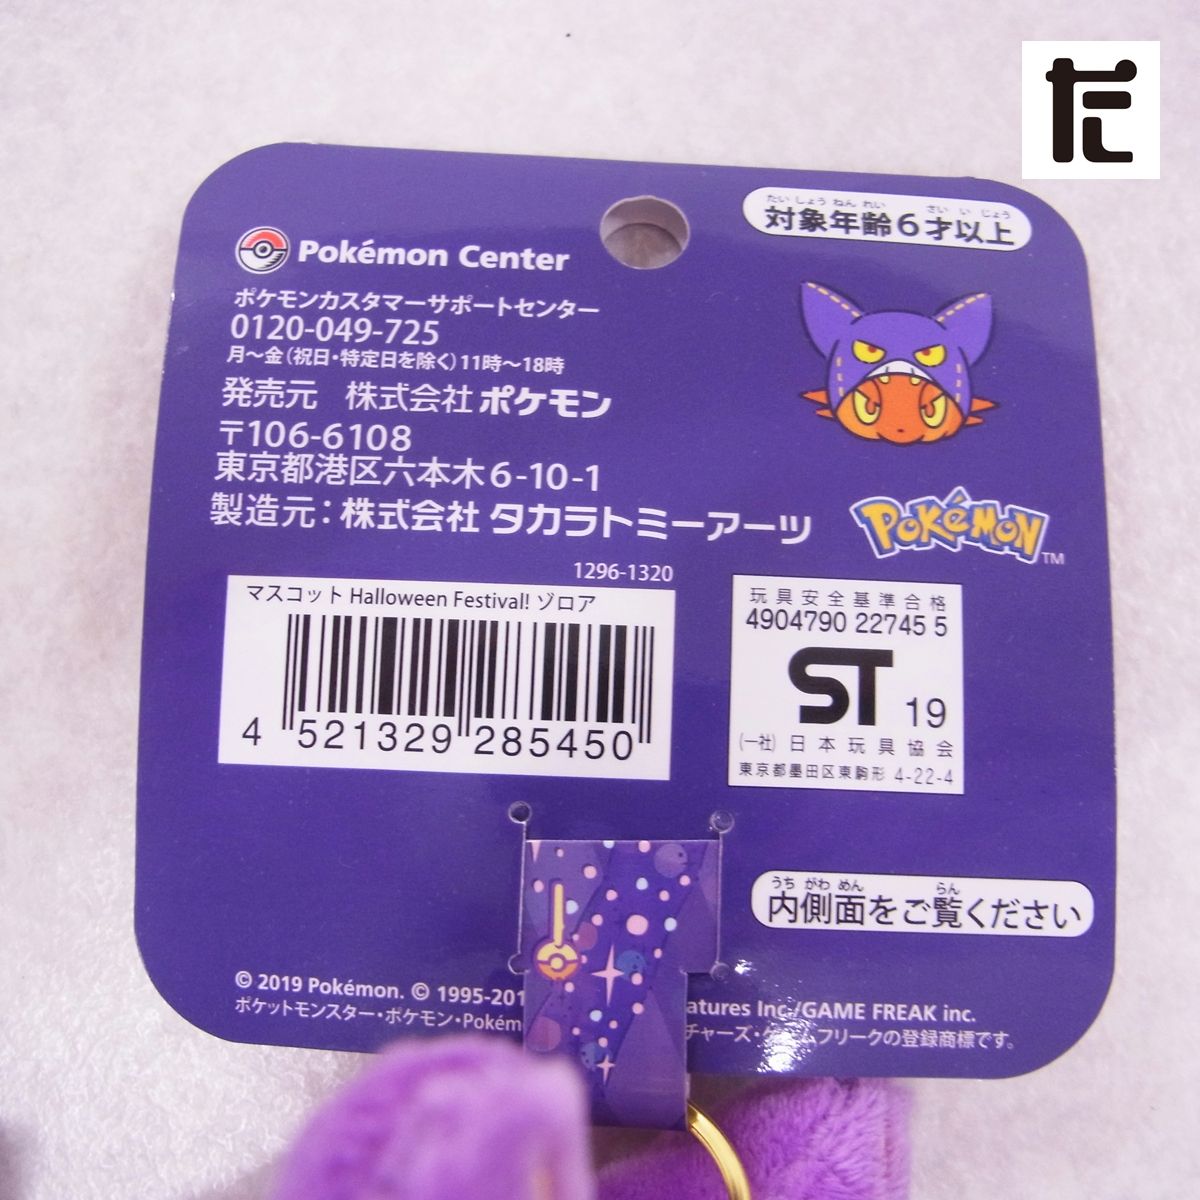 たし
たいしょうねんれい さいいじょう
対象年齢6才以上
Pokémon Center
ポケモンカスタマーサポートセンター
0120-049-725
月～金(祝日・特定日を除く)11時～18時
発売元 株式会社 ポケモン
〒106-6108
東京都港区六本木6-10-1
製造元：株式会社 タカラトミーアーツ
POKéMON TM
1296-1320
マスコット Halloween Festival! ゾロア
4 521329 285450
玩具安全基準合格
4904790 22745 5
ST 19
(一社) 日本玩具協会
東京都墨田区東駒形 4-22-4
うちがわめん らん
内側面をご覧ください
© 2019 Pokémon. © 1995-201 atures Inc./GAME FREAK inc.
ポケットモンスター・ポケモン・Pokém チャーズ・ゲームフリークの登録商標です。